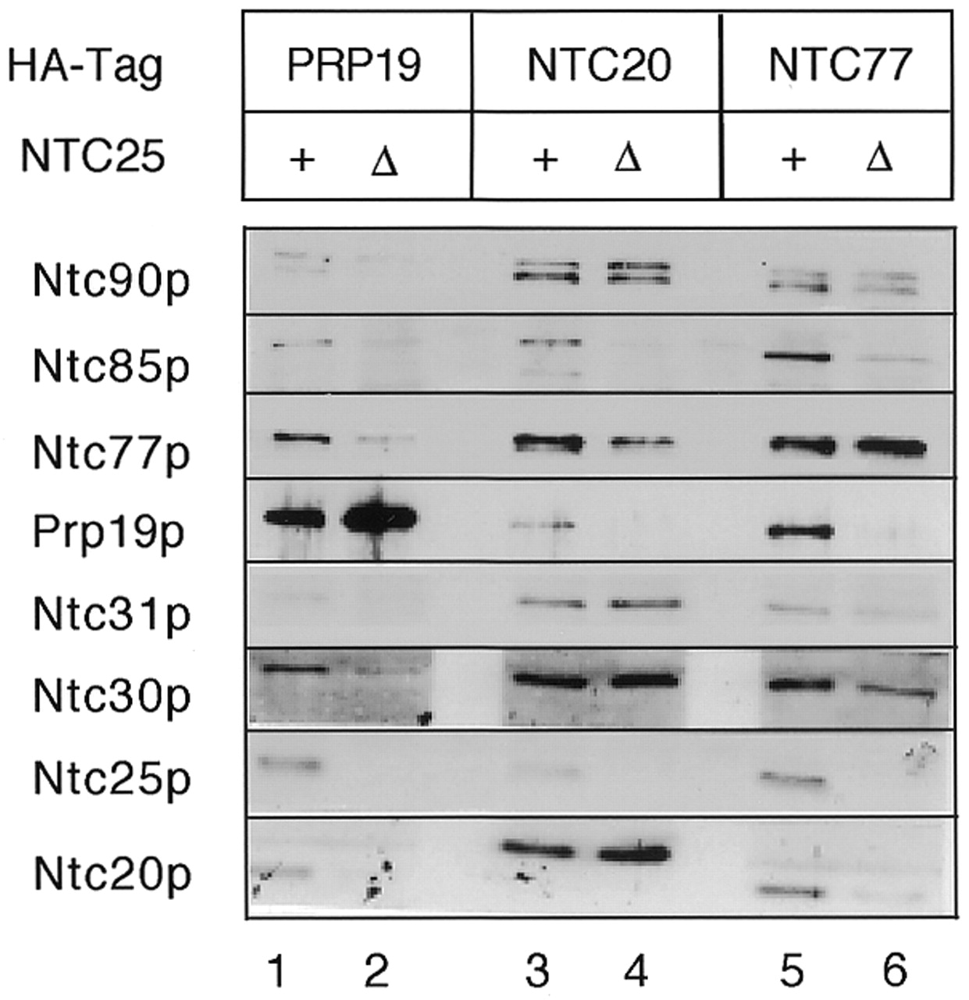 HA-Tag PRP19 NTC20 NTC77
NTC25 + Δ + Δ + Δ
Ntc90p
Ntc85p
Ntc77p
Prp19p
Ntc31p
Ntc30p
Ntc25p
Ntc20p
1 2 3 4 5 6